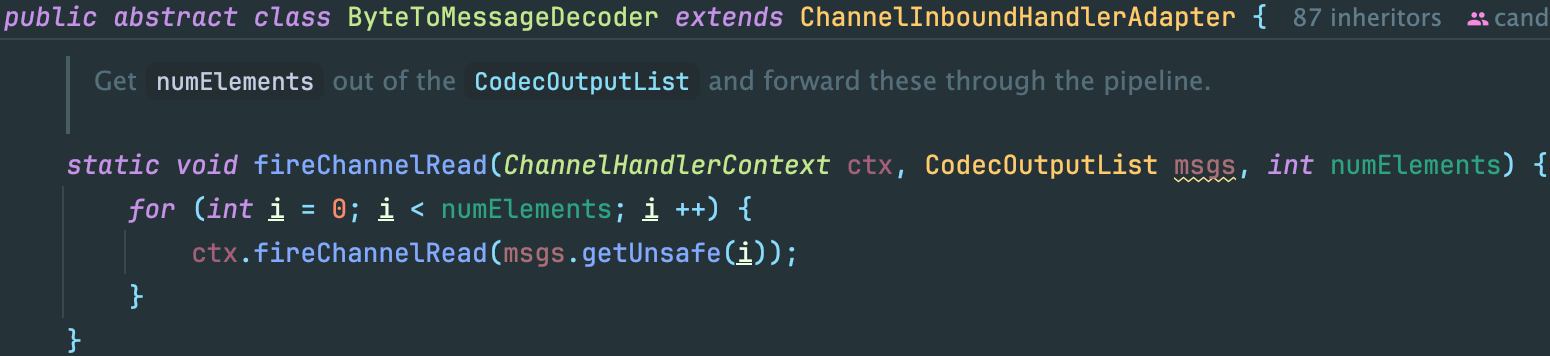 public abstract class ByteToMessageDecoder extends ChannelInboundHandlerAdapter {  87 inheritors  cand
Get numElements out of the CodecOutputList and forward these through the pipeline.
static void fireChannelRead(ChannelHandlerContext ctx, CodecOutputList msgs, int numElements) {
for (int i = 0; i < numElements; i ++) {
ctx.fireChannelRead(msgs.getUnsafe(i));
}
}